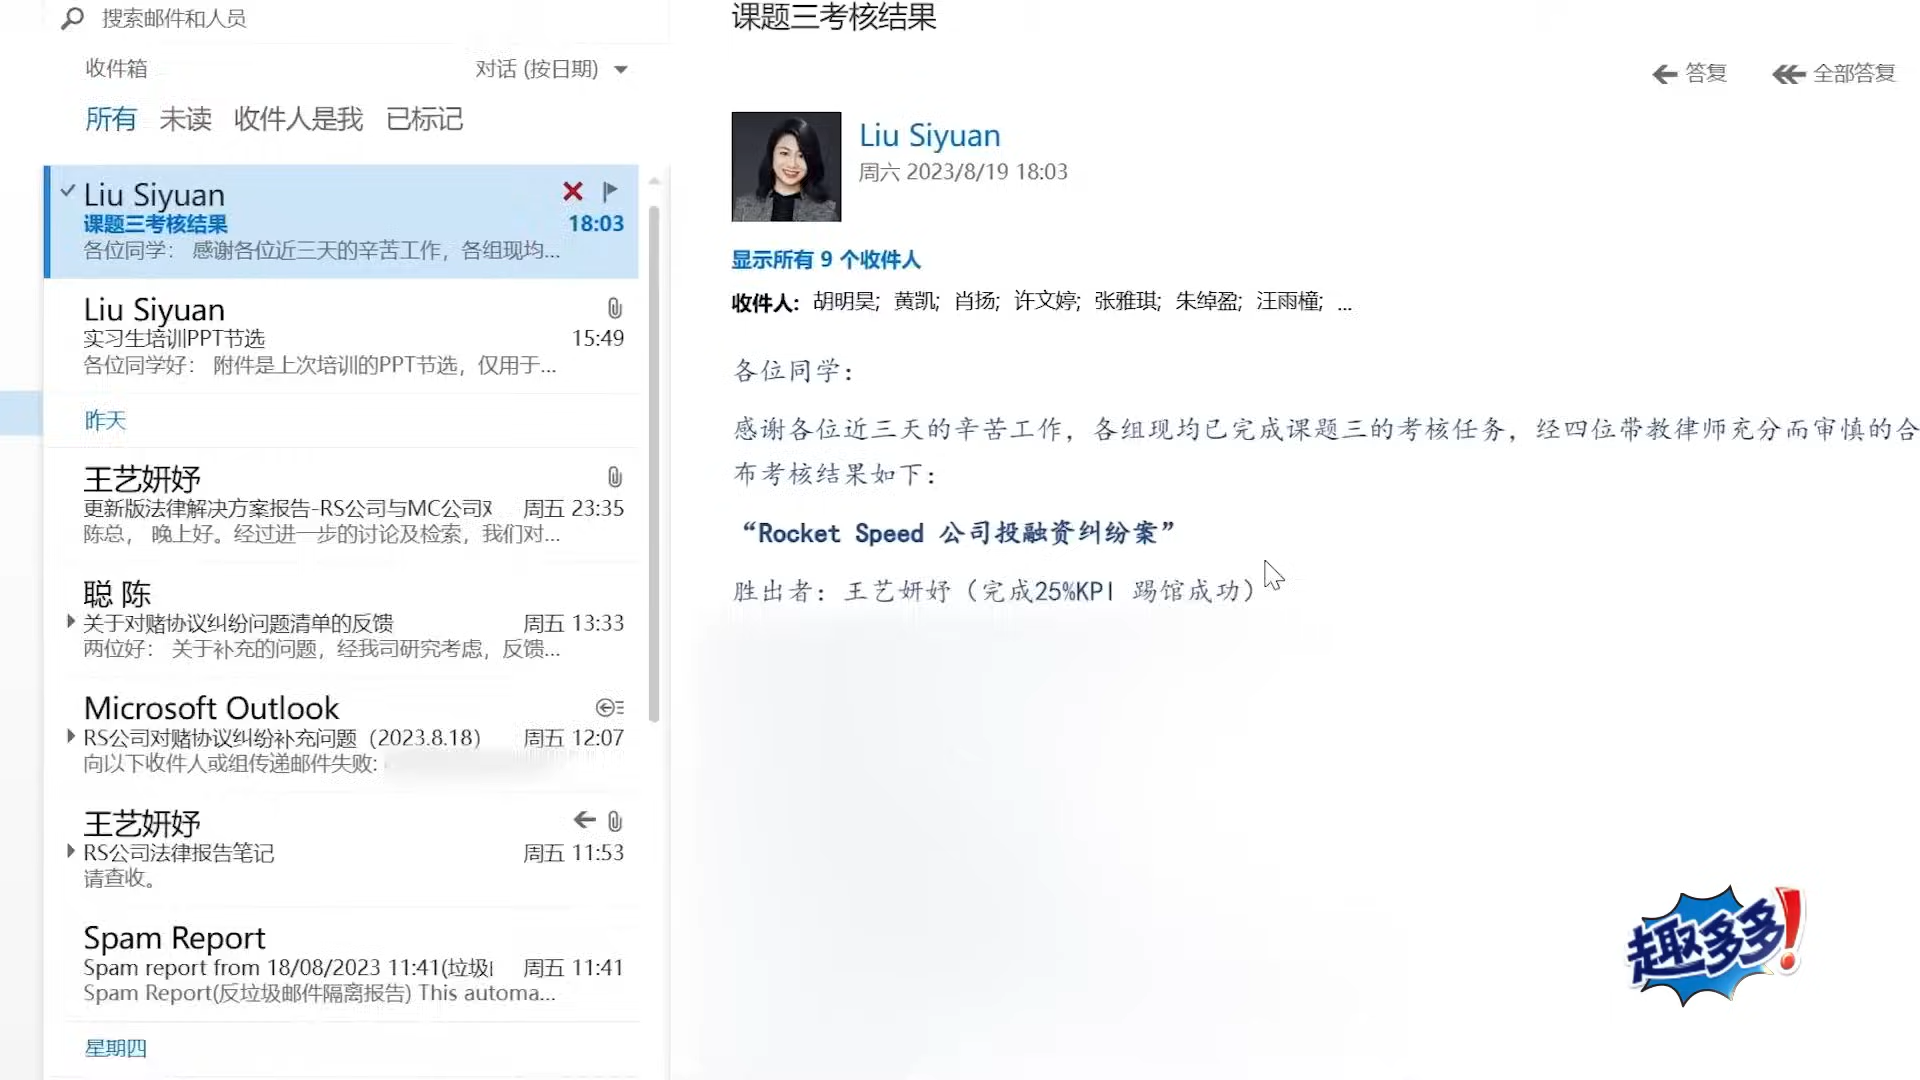 搜索邮件和人员
收件箱
对话 (按日期)
所有 未读 收件人是我 已标记
Liu Siyuan
课题三考核结果 18:03
各位同学： 感谢各位近三天的辛苦工作，各组现均...
Liu Siyuan
实习生培训PPT节选 15:49
各位同学好： 附件是上次培训的PPT节选，仅用于...
昨天
王艺妍妤
更新版法律解决方案报告-RS公司与MC公司 周五 23:35
陈总， 晚上好。经过进一步的讨论及检索，我们对...
聪 陈
关于对赌协议纠纷问题清单的反馈 周五 13:33
两位好： 关于补充的问题，经我司研究考虑，反馈...
Microsoft Outlook
RS公司对赌协议纠纷补充问题（2023.8.18） 周五 12:07
向以下收件人或组传递邮件失败:
王艺妍妤
RS公司法律报告笔记 周五 11:53
请查收。
Spam Report
Spam report from 18/08/2023 11:41(垃圾 周五 11:41
Spam Report(反垃圾邮件隔离报告) This automa...
星期四
课题三考核结果
答复 全部答复
Liu Siyuan
周六 2023/8/19 18:03
显示所有 9 个收件人
收件人: 胡明昊; 黄凯; 肖扬; 许文婷; 张雅琪; 朱绰盈; 汪雨橦; ...
各位同学：
感谢各位近三天的辛苦工作，各组现均已完成课题三的考核任务，经四位带教律师充分而审慎的合
布考核结果如下：
“Rocket Speed 公司投融资纠纷案”
胜出者：王艺妍妤（完成25%KPI 踢馆成功）
趣多多!